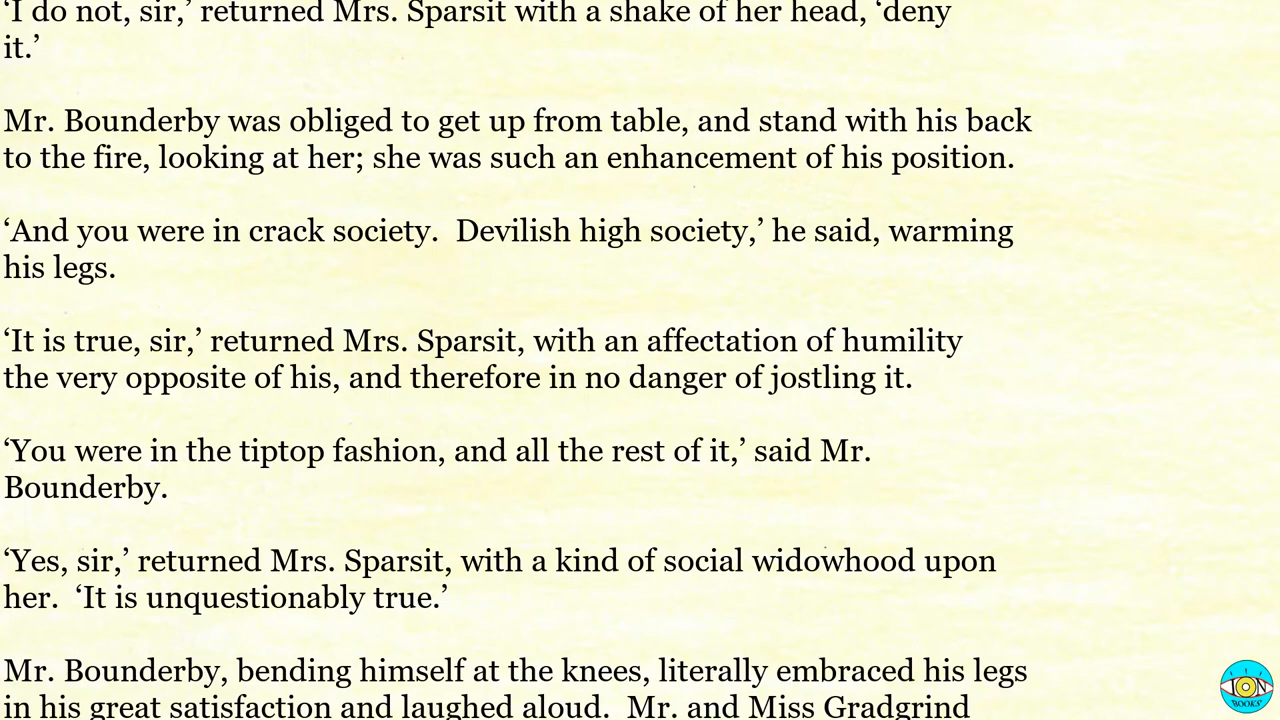 ‘I do not, sir,’ returned Mrs. Sparsit with a shake of her head, ‘deny
it.’
Mr. Bounderby was obliged to get up from table, and stand with his back
to the fire, looking at her; she was such an enhancement of his position.
‘And you were in crack society.  Devilish high society,’ he said, warming
his legs.
‘It is true, sir,’ returned Mrs. Sparsit, with an affectation of humility
the very opposite of his, and therefore in no danger of jostling it.
‘You were in the tiptop fashion, and all the rest of it,’ said Mr.
Bounderby.
‘Yes, sir,’ returned Mrs. Sparsit, with a kind of social widowhood upon
her.  ‘It is unquestionably true.’
Mr. Bounderby, bending himself at the knees, literally embraced his legs
in his great satisfaction and laughed aloud.  Mr. and Miss Gradgrind
ION
BOOKS